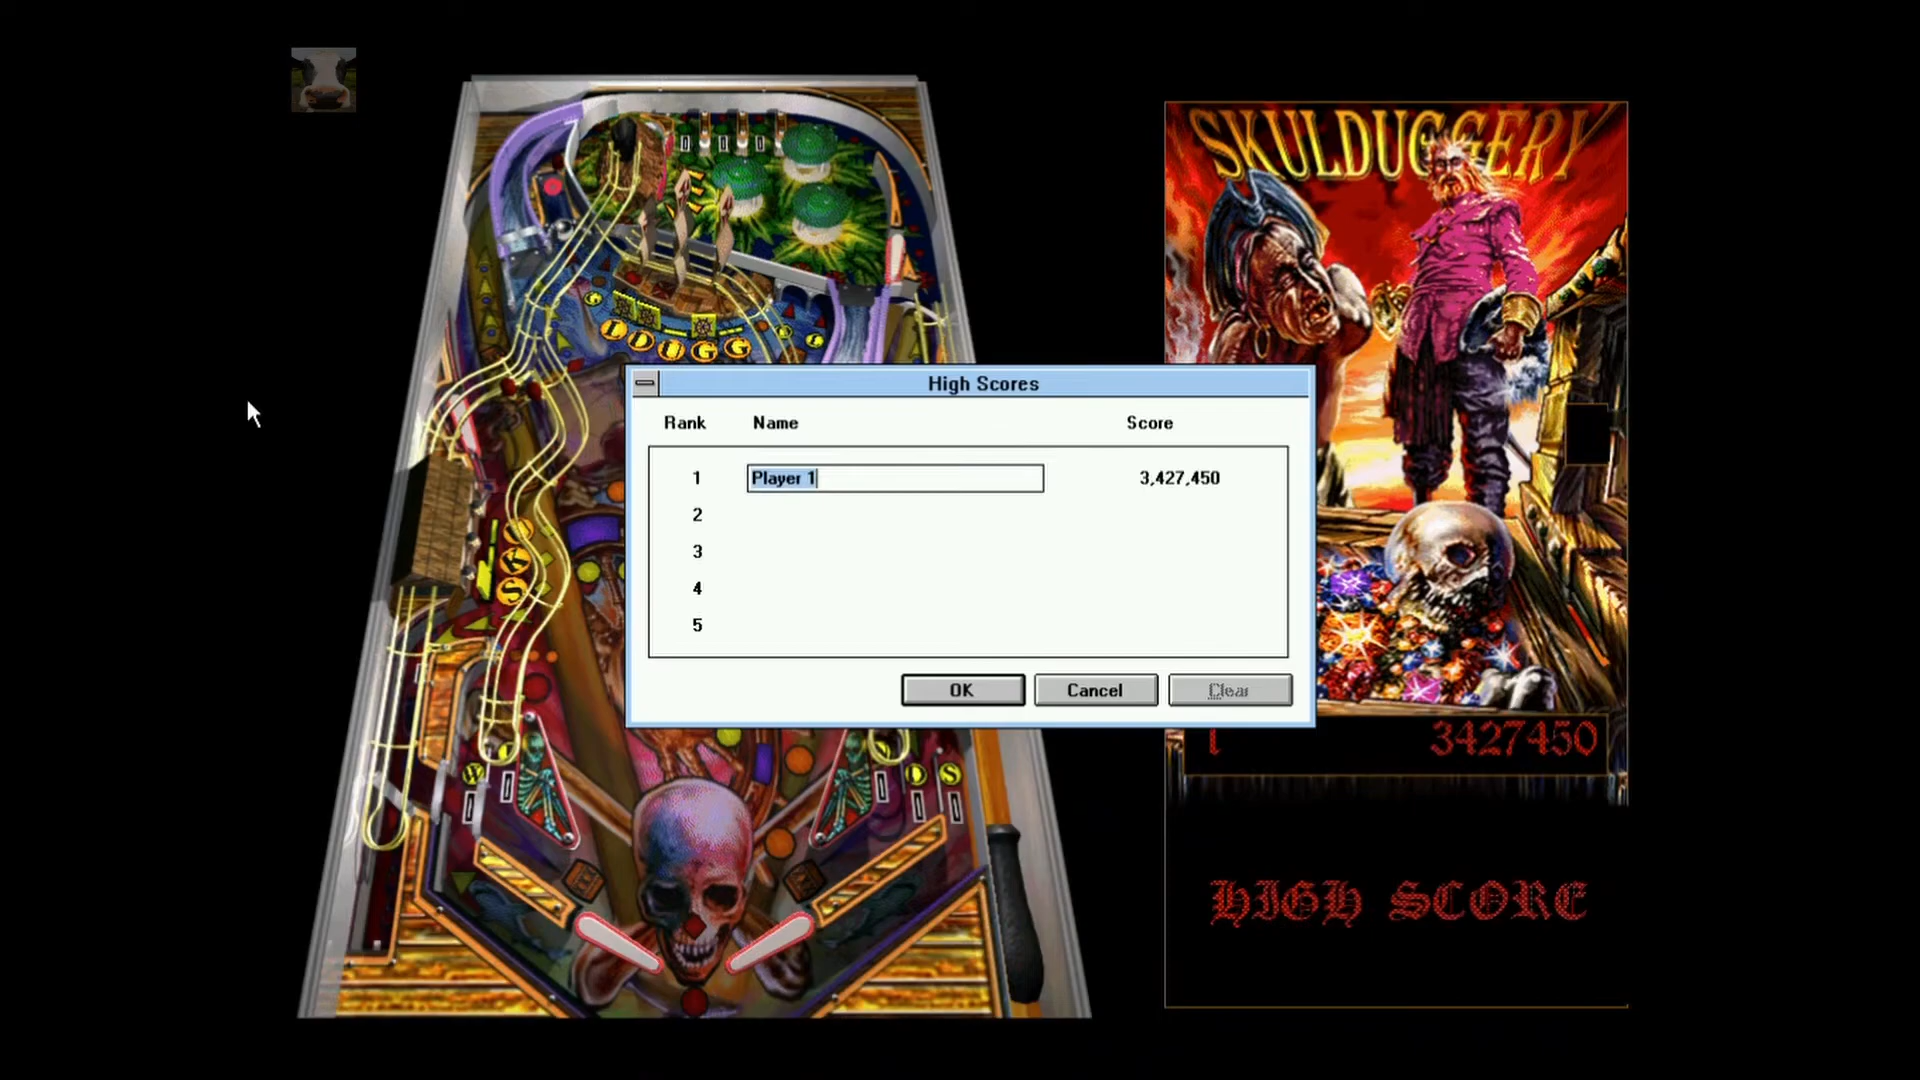 SKULDUGGERY
High Scores
Rank Name Score
1 Player 1 3,427,450
2
3
4
5
OK Cancel Clear
1 3427450
HIGH SCORE